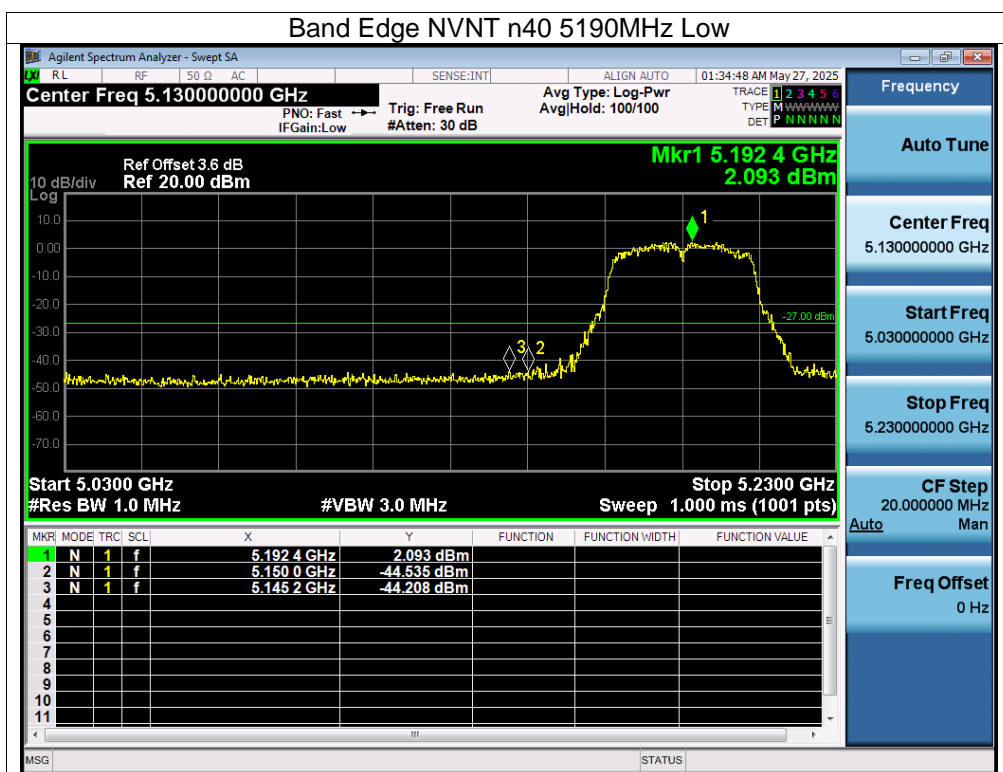 Band Edge NVNT n40 5190MHz Low
Agilent Spectrum Analyzer - Swept SA
LXI RL RF 50 Ω AC SENSE:INT ALIGN AUTO 01:34:48 AM May 27, 2025
Center Freq 5.130000000 GHz
PNO: Fast
IFGain:Low
Trig: Free Run
#Atten: 30 dB
Avg Type: Log-Pwr
Avg|Hold: 100/100
TRACE 1 2 3 4 5 6
TYPE M WWWWW
DET P N N N N N
Mkr1 5.192 4 GHz
2.093 dBm
Ref Offset 3.6 dB
10 dB/div Ref 20.00 dBm
Log
10.0
0.00
-10.0
-20.0
-30.0
-40.0
-50.0
-60.0
-70.0
1
-27.00 dBm
3 2
Start 5.0300 GHz Stop 5.2300 GHz
#Res BW 1.0 MHz #VBW 3.0 MHz Sweep 1.000 ms (1001 pts)
MKR MODE TRC SCL X Y FUNCTION FUNCTION WIDTH FUNCTION VALUE
1 N 1 f 5.192 4 GHz 2.093 dBm
2 N 1 f 5.150 0 GHz -44.535 dBm
3 N 1 f 5.145 2 GHz -44.208 dBm
4
5
6
7
8
9
10
11
MSG STATUS
Frequency
Auto Tune
Center Freq
5.130000000 GHz
Start Freq
5.030000000 GHz
Stop Freq
5.230000000 GHz
CF Step
20.000000 MHz
Auto Man
Freq Offset
0 Hz